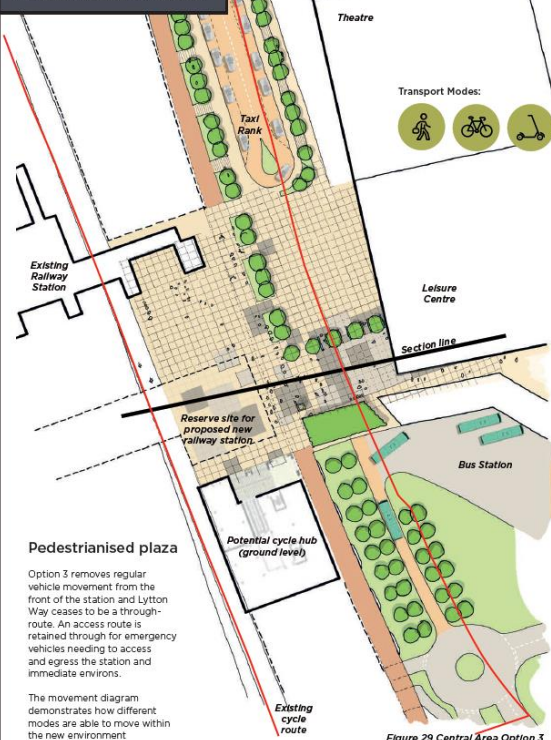 Theatre
Transport Modes:
Taxi
Rank
Existing
Railway
Station
Leisure
Centre
Section line
Reserve site for
proposed new
railway station
Bus Station
Potential cycle hub
(ground level)
Pedestrianised plaza
Option 3 removes regular
vehicle movement from the
front of the station and Lytton
Way ceases to be a through-
route. An access route is
retained through for emergency
vehicles needing to access
and egress the station and
immediate environs.
The movement diagram
demonstrates how different
modes are able to move within
the new environment
Existing
cycle
route
Figure 29 Central Area Option 3